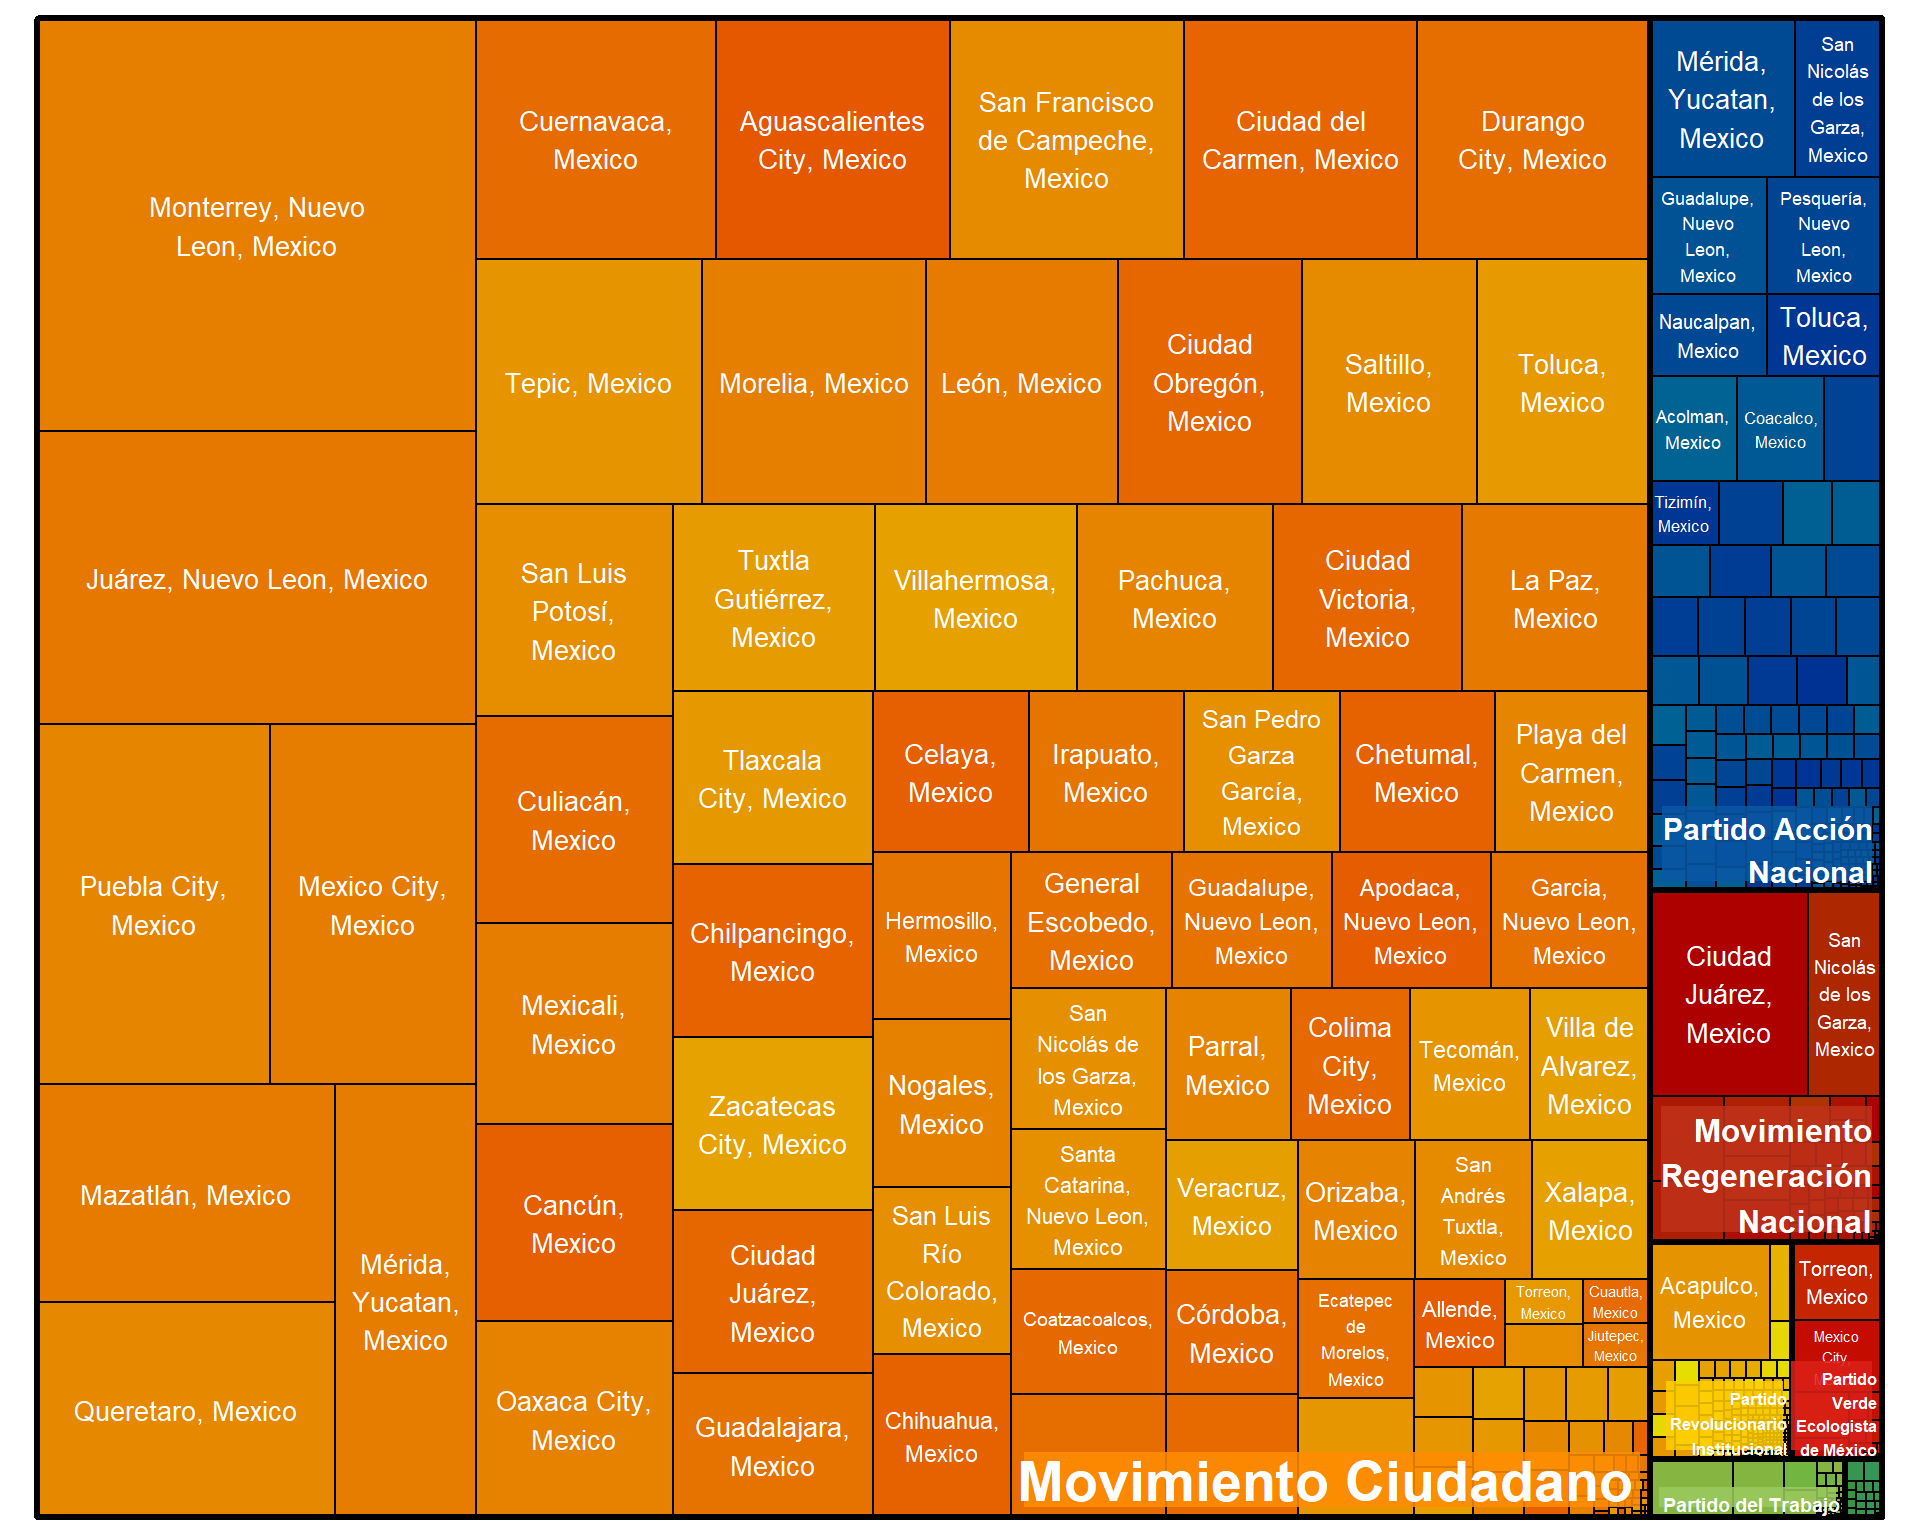 Monterrey, Nuevo
Leon, Mexico
Juárez, Nuevo Leon, Mexico
Puebla City,
Mexico
Mexico City,
Mexico
Mazatlán, Mexico
Queretaro, Mexico
Mérida,
Yucatan,
Mexico
Cuernavaca,
Mexico
Aguascalientes
City, Mexico
San Francisco
de Campeche,
Mexico
Ciudad del
Carmen, Mexico
Durango
City, Mexico
Tepic, Mexico
Morelia, Mexico
León, Mexico
Ciudad
Obregón,
Mexico
Saltillo,
Mexico
Toluca,
Mexico
San Luis
Potosí,
Mexico
Culiacán,
Mexico
Mexicali,
Mexico
Cancún,
Mexico
Oaxaca City,
Mexico
Tuxtla
Gutiérrez,
Mexico
Villahermosa,
Mexico
Pachuca,
Mexico
Ciudad
Victoria,
Mexico
La Paz,
Mexico
Tlaxcala
City, Mexico
Chilpancingo,
Mexico
Zacatecas
City, Mexico
Ciudad
Juárez,
Mexico
Guadalajara,
Mexico
Celaya,
Mexico
Irapuato,
Mexico
San Pedro
Garza
García,
Mexico
Chetumal,
Mexico
Playa del
Carmen,
Mexico
Hermosillo,
Mexico
Nogales,
Mexico
San Luis
Río
Colorado,
Mexico
Chihuahua,
Mexico
General
Escobedo,
Mexico
Guadalupe,
Nuevo Leon,
Mexico
Apodaca,
Nuevo Leon,
Mexico
Garcia,
Nuevo Leon,
Mexico
San
Nicolás de
los Garza,
Mexico
Santa
Catarina,
Nuevo Leon,
Mexico
Coatzacoalcos,
Mexico
Parral,
Mexico
Colima
City,
Mexico
Tecomán,
Mexico
Villa de
Alvarez,
Mexico
Veracruz,
Mexico
Córdoba,
Mexico
Orizaba,
Mexico
San
Andrés
Tuxtla,
Mexico
Xalapa,
Mexico
Ecatepec
de
Morelos,
Mexico
Allende,
Mexico
Torreon,
Mexico
Cuautla,
Mexico
Jiutepec,
Mexico
Movimiento Ciudadano
Mérida,
Yucatan,
Mexico
San
Nicolás
de los
Garza,
Mexico
Guadalupe,
Nuevo
Leon,
Mexico
Pesquería,
Nuevo
Leon,
Mexico
Naucalpan,
Mexico
Toluca,
Mexico
Acolman,
Mexico
Coacalco,
Mexico
Tizimín,
Mexico
Partido Acción
Nacional
Ciudad
Juárez,
Mexico
San
Nicolás
de los
Garza,
Mexico
Movimiento
Regeneración
Nacional
Acapulco,
Mexico
Partido
Revolucionario
Institucional
Torreon,
Mexico
Mexico
City,
Partido
Verde
Ecologista
de México
Partido del Trabajo